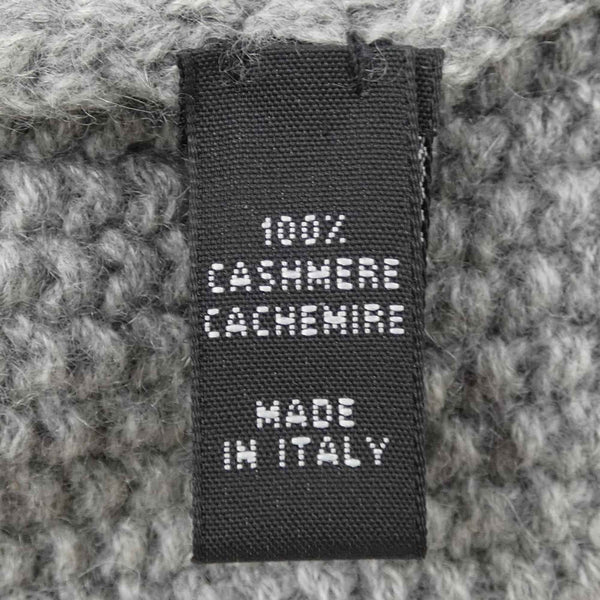 100%
CASHMERE
CACHEMIRE
MADE
IN ITALY